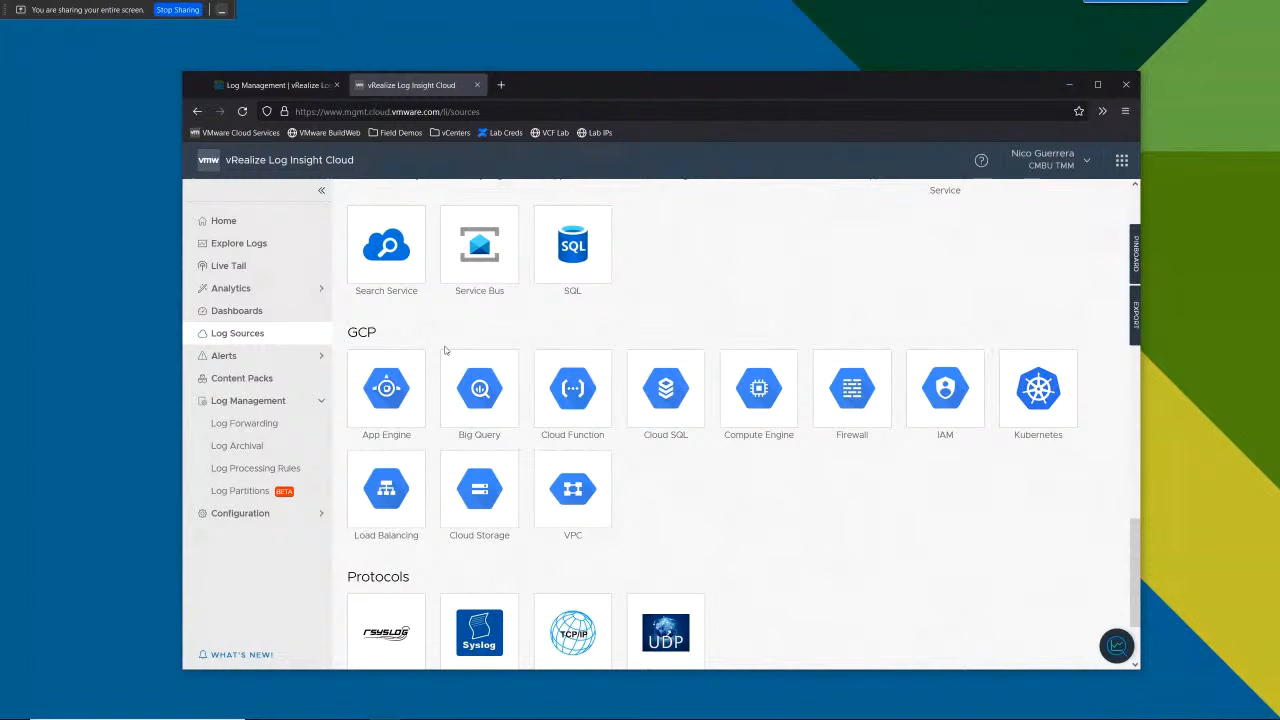 You are sharing your entire screen. Stop Sharing
Log Management | vRealize Lo
vRealize Log Insight Cloud
https://www.mgmt.cloud.vmware.com/li/sources
VMware Cloud Services VMware BuildWeb Field Demos vCenters Lab Creds VCF Lab Lab IPs
vmw vRealize Log Insight Cloud
Nico Guerrera
CMBU TMM
Home
Explore Logs
Live Tail
Analytics
Dashboards
Log Sources
Alerts
Content Packs
Log Management
Log Forwarding
Log Archival
Log Processing Rules
Log Partitions BETA
Configuration
WHAT'S NEW!
Service
SQL
Search Service Service Bus SQL
GCP
App Engine Big Query Cloud Function Cloud SQL Compute Engine Firewall IAM Kubernetes
Load Balancing Cloud Storage VPC
Protocols
RSYSLOG Syslog TCP/IP UDP
PINBOARD
EXPORT